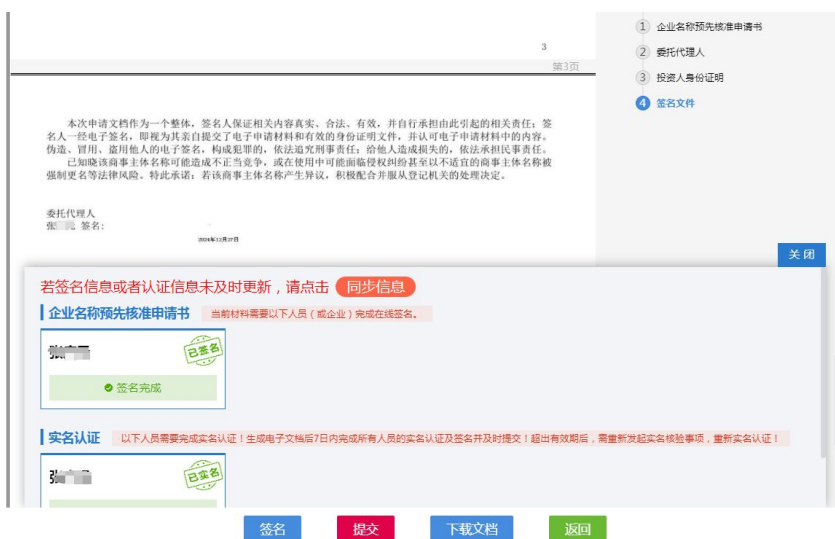 3
第3页
本次申请文档作为一个整体，签名人保证相关内容真实、合法、有效，并自行承担由此引起的相关责任；签
名人一经电子签名，即视为其亲自提交了电子申请材料和有效的身份证明文件，并认可电子申请材料中的内容。
伪造、冒用、盗用他人的电子签名，构成犯罪的，依法追究刑事责任；给他人造成损失的，依法承担民事责任。
已知晓该商事主体名称可能造成不正当竞争，或在使用中可能面临侵权纠纷甚至以不适宜的商事主体名称被
强制更名等法律风险。特此承诺：若该商事主体名称产生异议，积极配合并服从登记机关的处理决定。
委托代理人
张 签名：
1 企业名称预先核准申请书
2 委托代理人
3 投资人身份证明
4 签名文件
关闭
若签名信息或者认证信息未及时更新，请点击 同步信息
企业名称预先核准申请书 当前材料需要以下人员（或企业）完成在线签名。
已签名
签名完成
实名认证 以下人员需要完成实名认证！生成电子文档后7日内完成所有人员的实名认证及签名并及时提交！超出有效期后，需重新发起实名核验事项，重新实名认证！
已实名
签名 提交 下载文档 返回